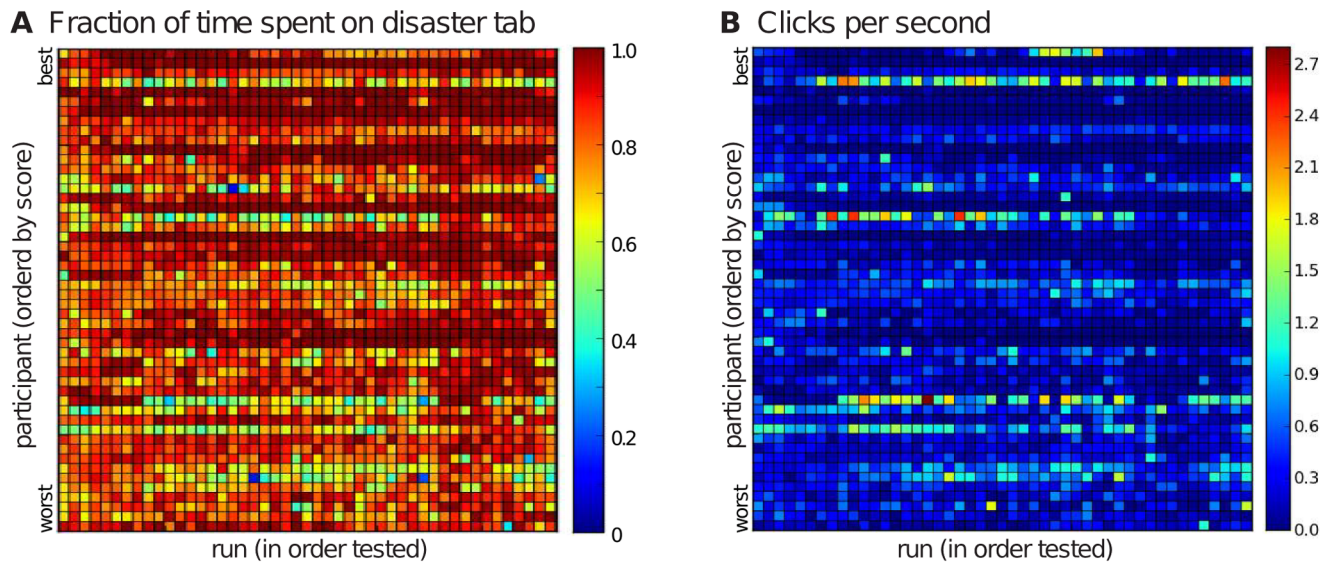 A Fraction of time spent on disaster tab
best
participant (orderd by score)
worst
run (in order tested)
1.0
0.8
0.6
0.4
0.2
0
B Clicks per second
best
participant (orderd by score)
worst
run (in order tested)
2.7
2.4
2.1
1.8
1.5
1.2
0.9
0.6
0.3
0.0